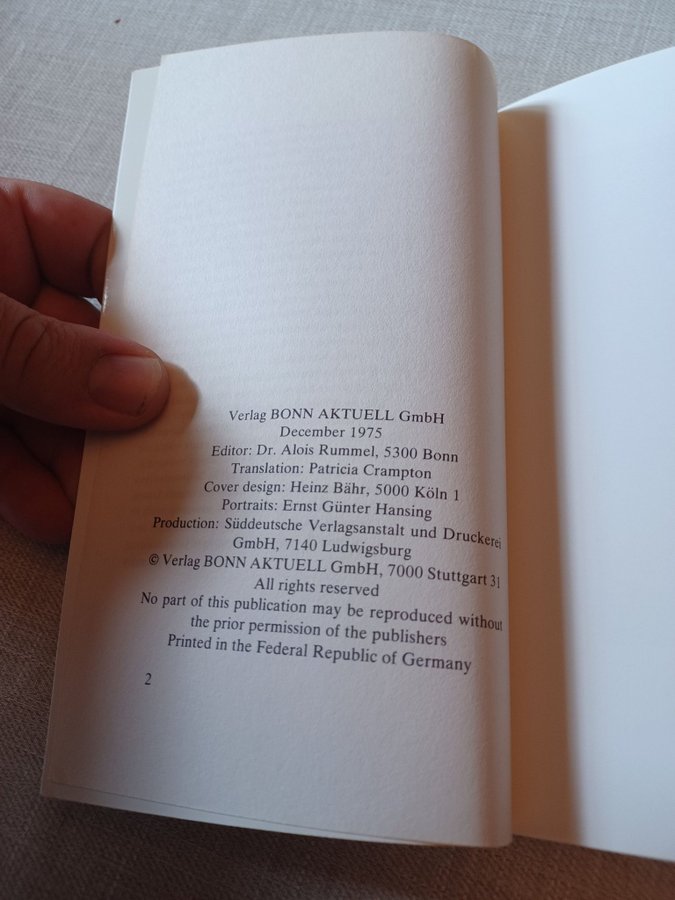 Verlag BONN AKTUELL GmbH
December 1975
Editor: Dr. Alois Rummel, 5300 Bonn
Translation: Patricia Crampton
Cover design: Heinz Bähr, 5000 Köln 1
Portraits: Ernst Günter Hansing
Production: Süddeutsche Verlagsanstalt und Druckerei
GmbH, 7140 Ludwigsburg
© Verlag BONN AKTUELL GmbH, 7000 Stuttgart 31
All rights reserved
No part of this publication may be reproduced without
the prior permission of the publishers
Printed in the Federal Republic of Germany
2